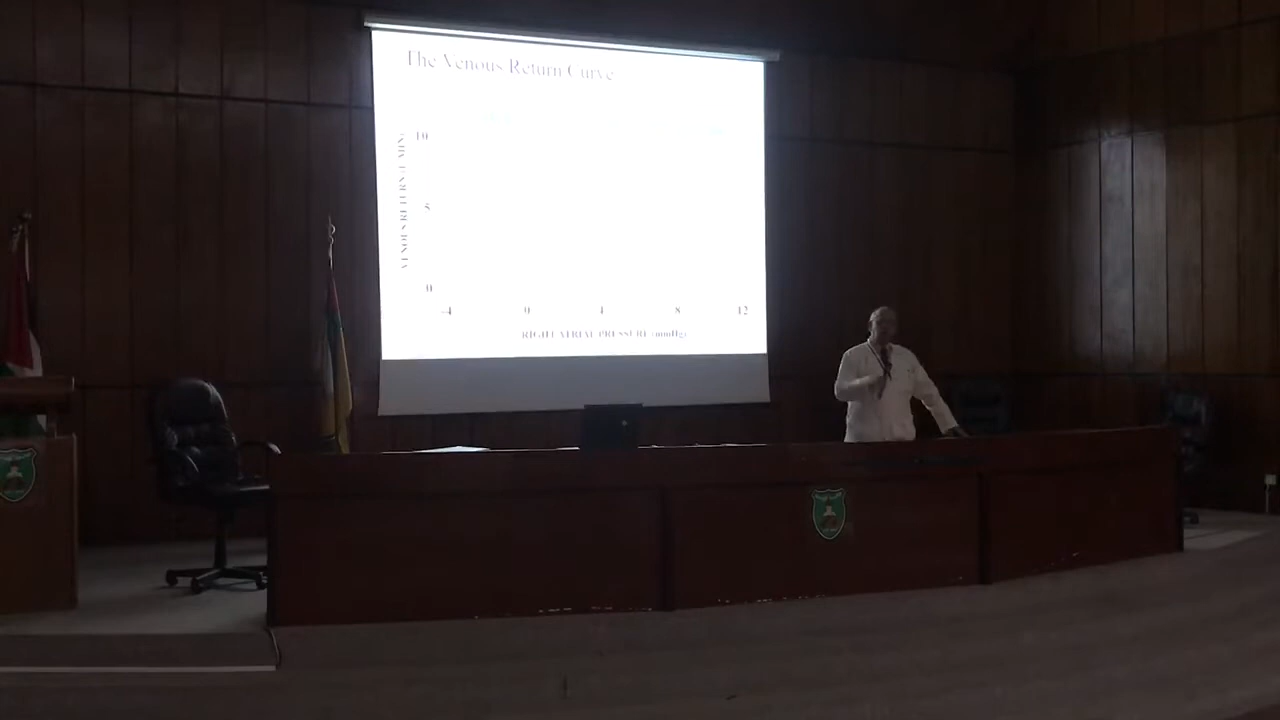 The Venous Return Curve
10
5
0
VENOUS RETURN (L/MIN)
-4 0 4 8 12
RIGHT ATRIAL PRESSURE (mmHg)